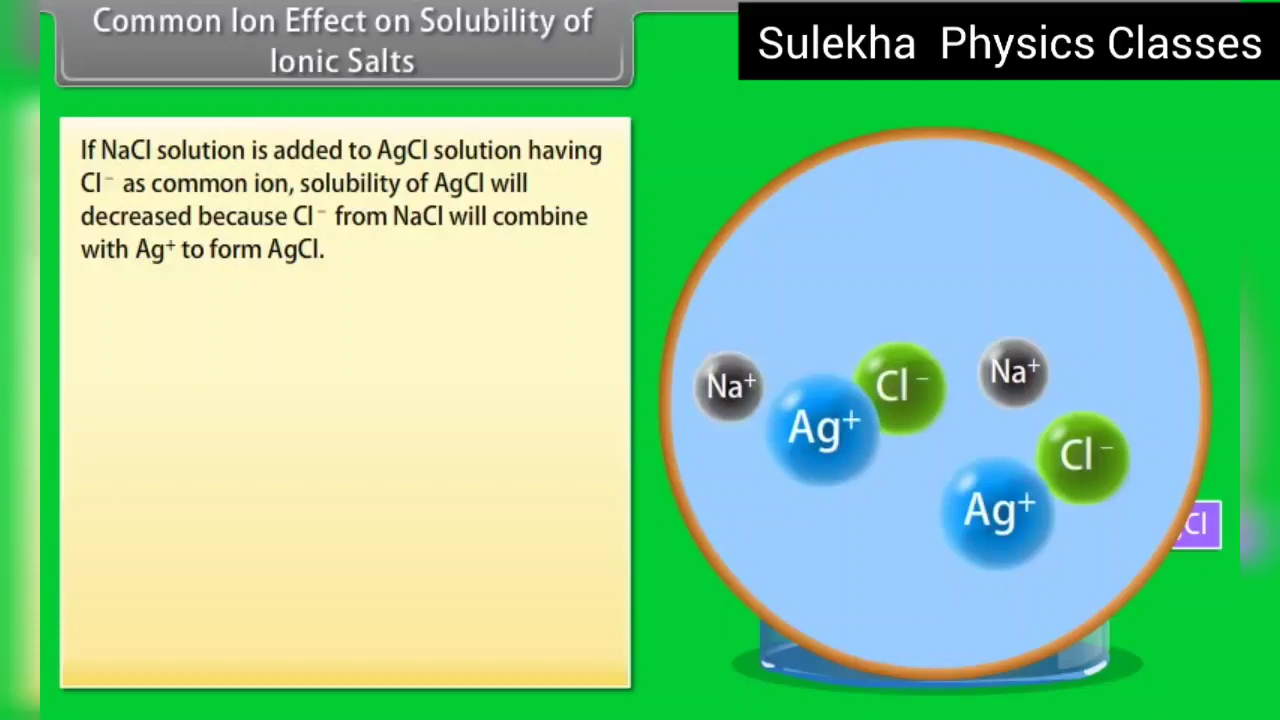 Common Ion Effect on Solubility of
Ionic Salts
Sulekha Physics Classes
If NaCl solution is added to AgCl solution having
Cl⁻ as common ion, solubility of AgCl will
decreased because Cl⁻ from NaCl will combine
with Ag⁺ to form AgCl.
Na⁺
Ag⁺
Cl⁻
Na⁺
Cl⁻
Ag⁺
Cl